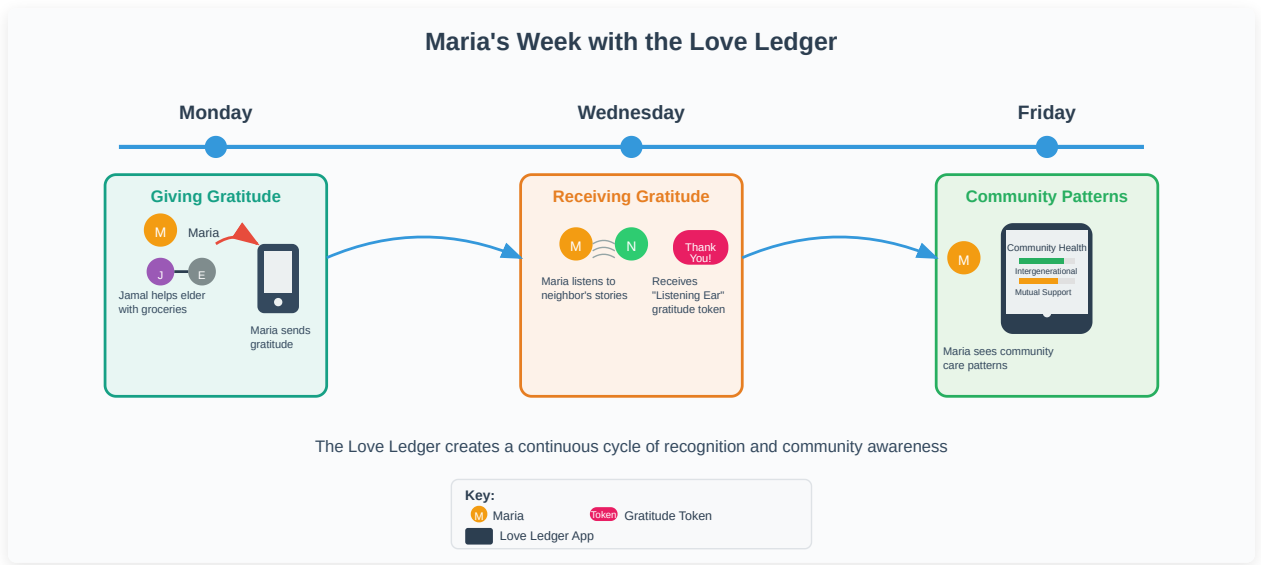 Maria's Week with the Love Ledger
Monday
Wednesday
Friday
Giving Gratitude
M
Maria
J
E
Jamal helps elder
with groceries
Maria sends
gratitude
Receiving Gratitude
M
N
Thank
You!
Maria listens to
neighbor's stories
Receives
"Listening Ear"
gratitude token
Community Patterns
M
Community Health
Intergenerational
Mutual Support
Maria sees community
care patterns
The Love Ledger creates a continuous cycle of recognition and community awareness
Key:
M Maria
Token Gratitude Token
Love Ledger App